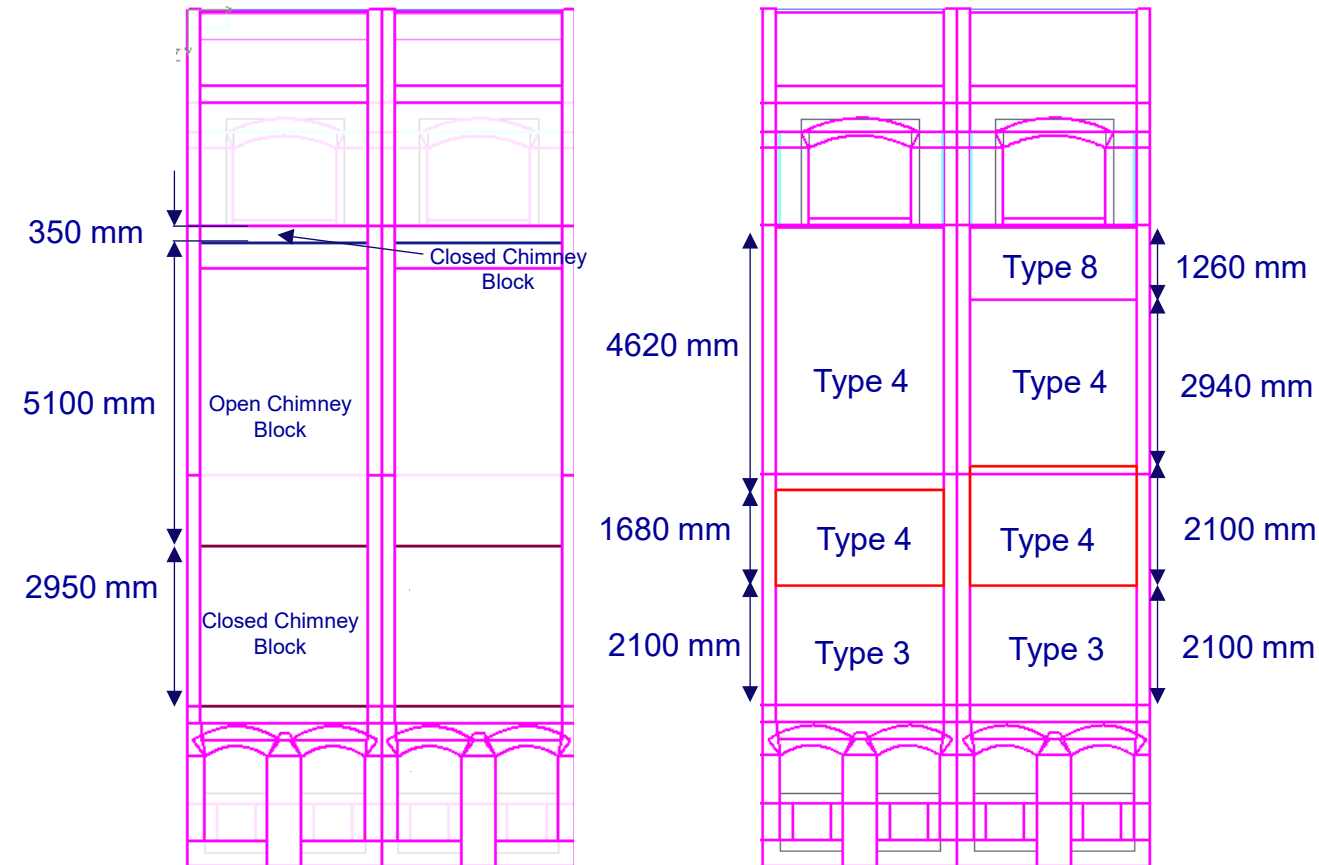 350 mm
Closed Chimney
Block
5100 mm
Open Chimney
Block
2950 mm
Closed Chimney
Block
Type 8
1260 mm
4620 mm
Type 4
Type 4
2940 mm
1680 mm
Type 4
Type 4
2100 mm
2100 mm
Type 3
Type 3
2100 mm